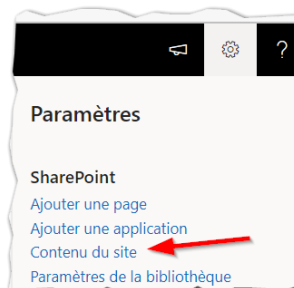 ?
Paramètres
SharePoint
Ajouter une page
Ajouter une application
Contenu du site
Paramètres de la bibliothèque